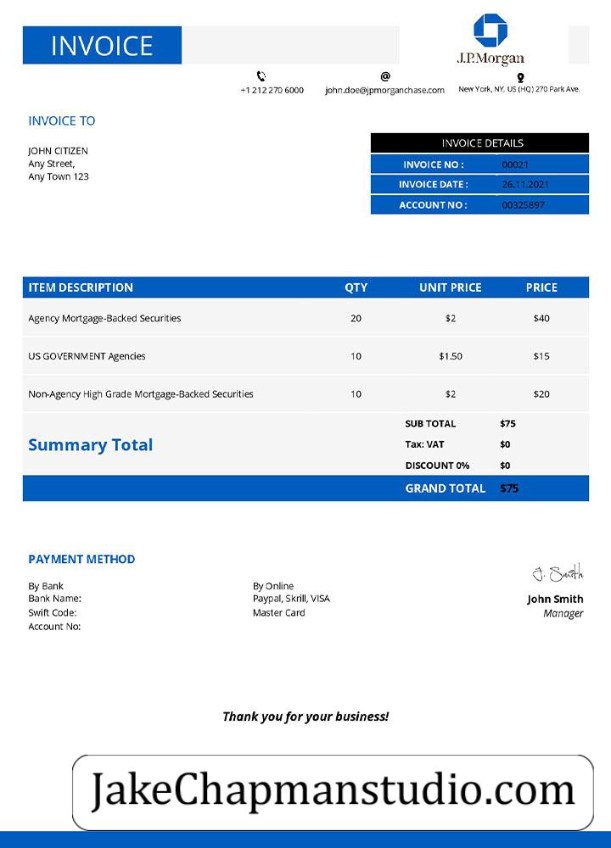 INVOICE
J.P.Morgan
+1 212 270 6000
@
john.doe@jpmorganchase.com
New York, NY, US (HQ) 270 Park Ave.
INVOICE TO
JOHN CITIZEN
Any Street,
Any Town 123
INVOICE DETAILS
INVOICE NO : 00021
INVOICE DATE : 26.11.2021
ACCOUNT NO : 00325897
ITEM DESCRIPTION QTY UNIT PRICE PRICE
Agency Mortgage-Backed Securities 20 $2 $40
US GOVERNMENT Agencies 10 $1.50 $15
Non-Agency High Grade Mortgage-Backed Securities 10 $2 $20
Summary Total
SUB TOTAL $75
Tax: VAT $0
DISCOUNT 0% $0
GRAND TOTAL $75
PAYMENT METHOD
By Bank
Bank Name:
Swift Code:
Account No:
By Online
Paypal, Skrill, VISA
Master Card
J. Smith
John Smith
Manager
Thank you for your business!
JakeChapmanstudio.com